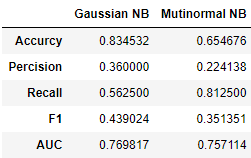 Gaussian NB Mutinormal NB
Accurcy 0.834532 0.654676
Percision 0.360000 0.224138
Recall 0.562500 0.812500
F1 0.439024 0.351351
AUC 0.769817 0.757114